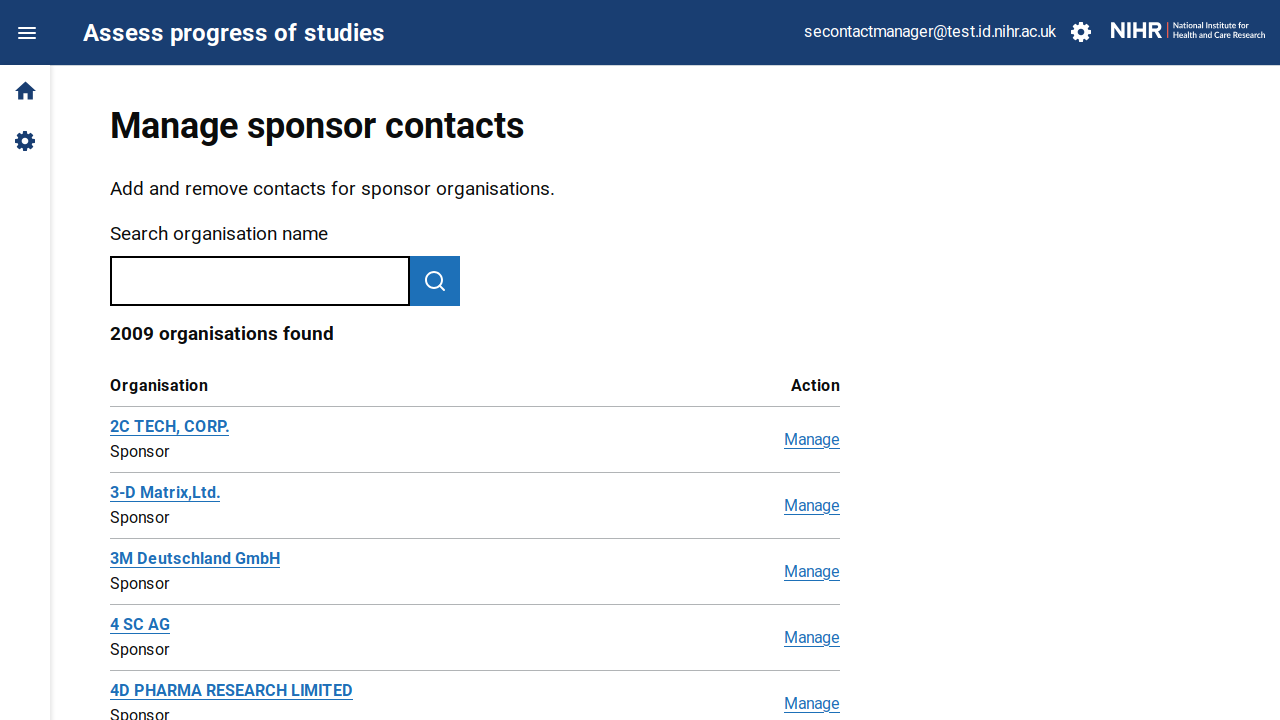 Assess progress of studies
secontactmanager@test.id.nihr.ac.uk
NIHR | National Institute for
Health and Care Research
Manage sponsor contacts
Add and remove contacts for sponsor organisations.
Search organisation name
2009 organisations found
Organisation Action
2C TECH, CORP.
Sponsor
Manage
3-D Matrix,Ltd.
Sponsor
Manage
3M Deutschland GmbH
Sponsor
Manage
4 SC AG
Sponsor
Manage
4D PHARMA RESEARCH LIMITED
Sponsor
Manage